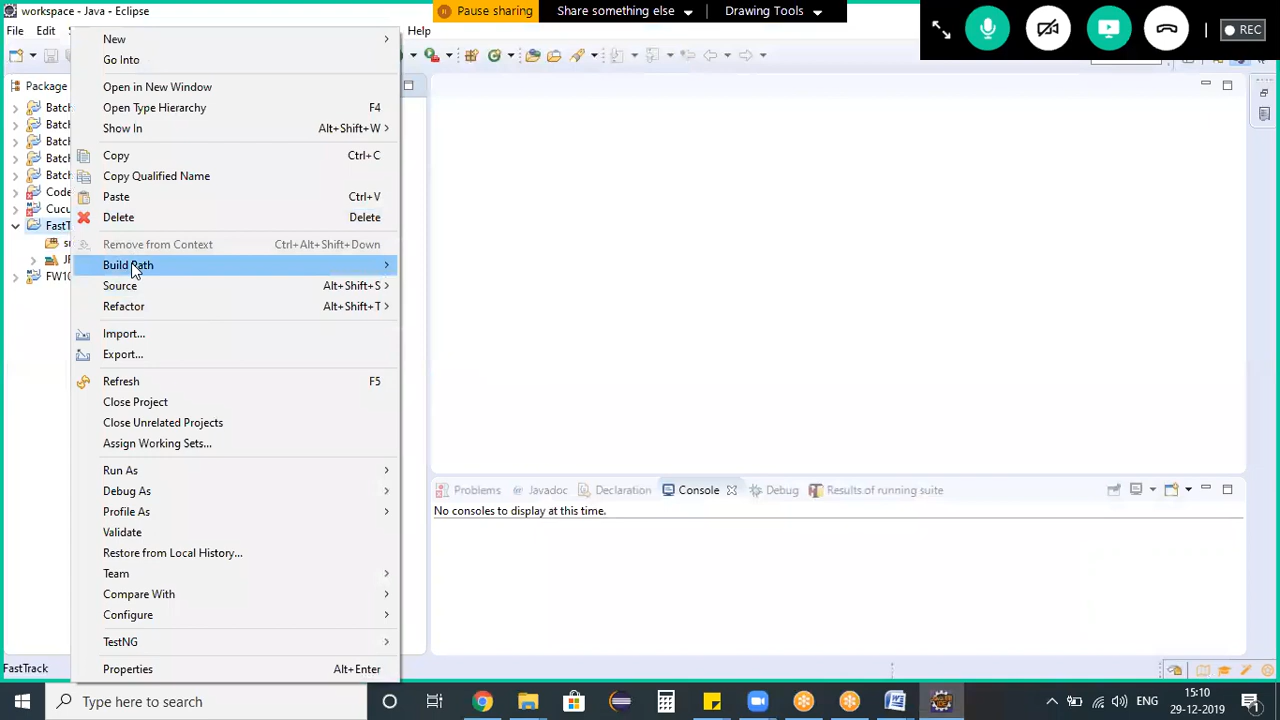 workspace - Java - Eclipse
Pause sharing
Share something else
Drawing Tools
REC
File Edit
Help
Package
Batch
Batch
Batch
Batch
Batch
Code
Cucu
FastT
FW10
New
Go Into
Open in New Window
Open Type Hierarchy F4
Show In Alt+Shift+W
Copy Ctrl+C
Copy Qualified Name
Paste Ctrl+V
Delete Delete
Remove from Context Ctrl+Alt+Shift+Down
Build Path
Source Alt+Shift+S
Refactor Alt+Shift+T
Import...
Export...
Refresh F5
Close Project
Close Unrelated Projects
Assign Working Sets...
Run As
Debug As
Profile As
Validate
Restore from Local History...
Team
Compare With
Configure
TestNG
Properties Alt+Enter
Problems Javadoc Declaration Console Debug Results of running suite
No consoles to display at this time.
FastTrack
Type here to search
ENG
15:10
29-12-2019
1